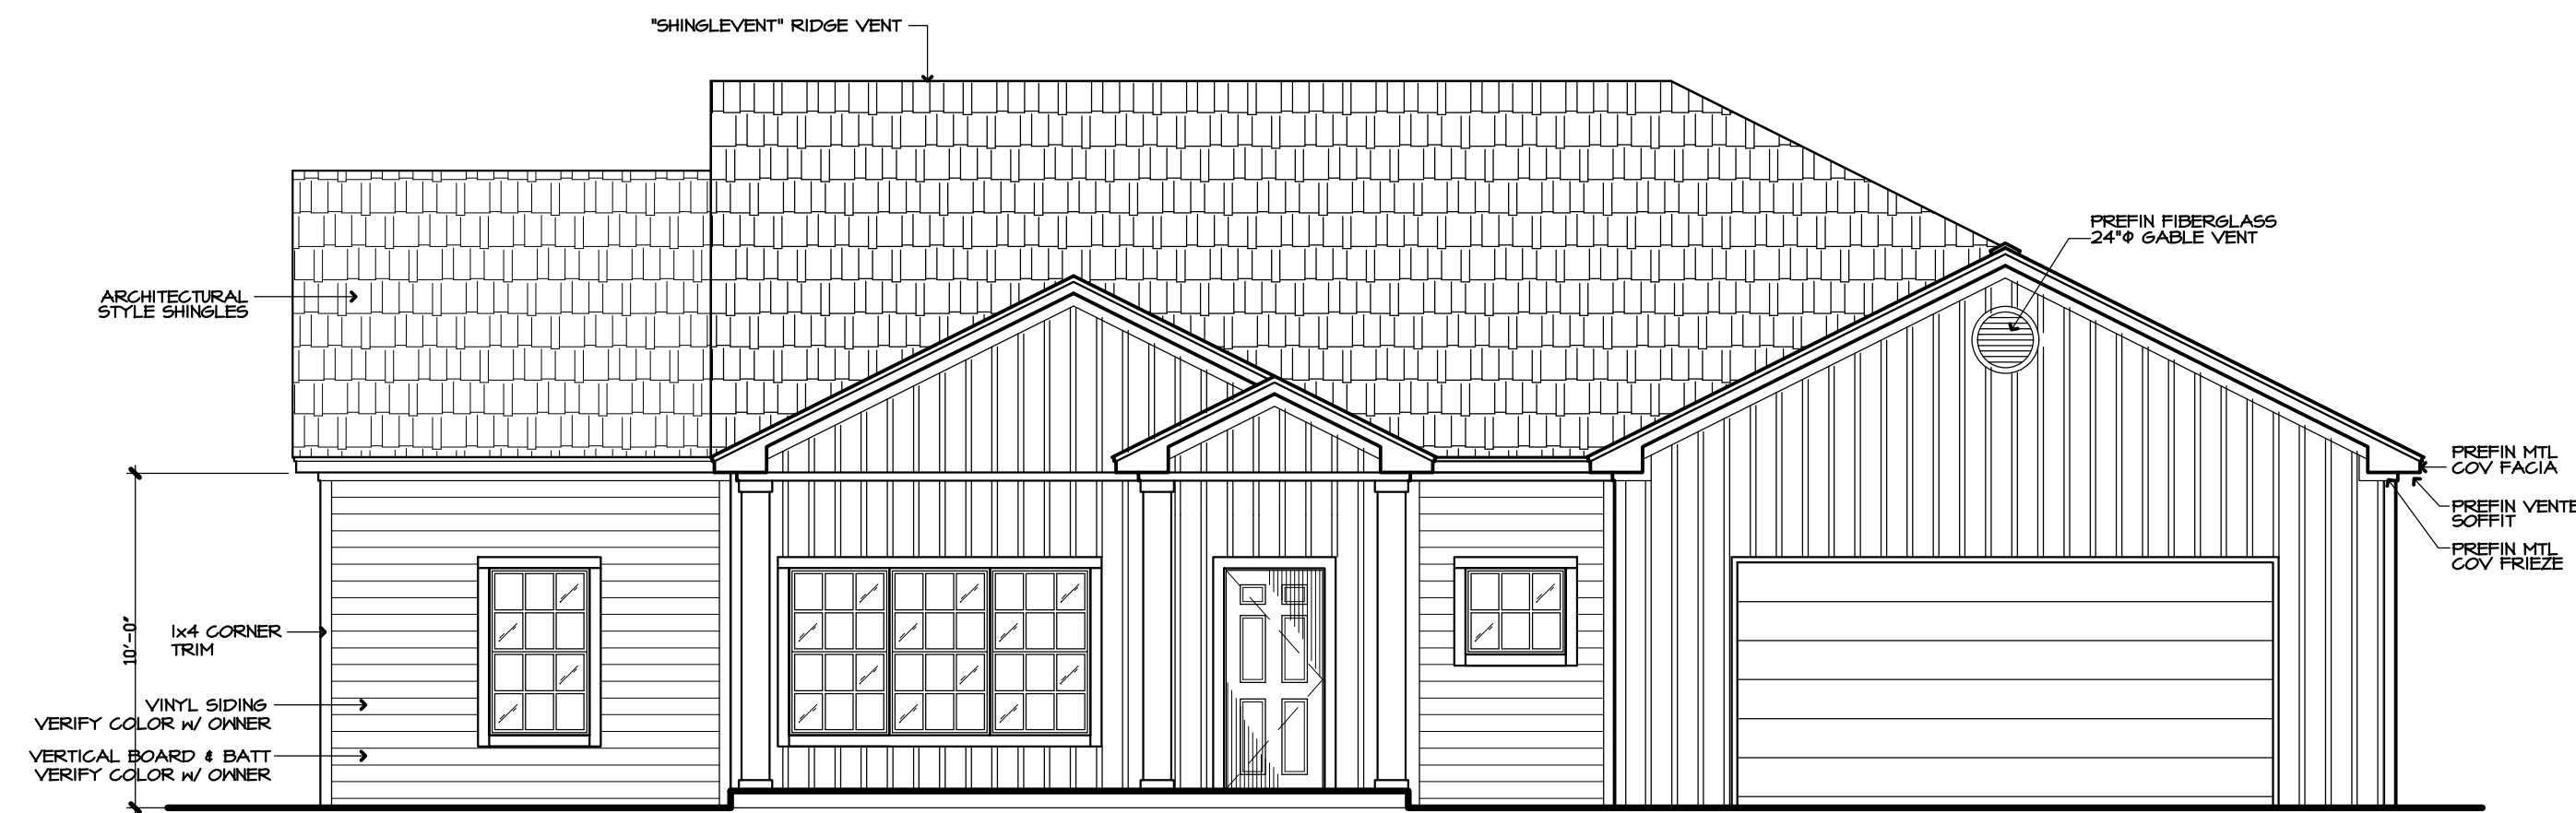 "SHINGLEVENT" RIDGE VENT
PREFIN FIBERGLASS
24"Φ GABLE VENT
ARCHITECTURAL
STYLE SHINGLES
PREFIN MTL
COV FACIA
PREFIN VENTE
SOFFIT
PREFIN MTL
COV FRIEZE
10'-0"
1x4 CORNER
TRIM
VINYL SIDING
VERIFY COLOR w/ OWNER
VERTICAL BOARD & BATT
VERIFY COLOR w/ OWNER